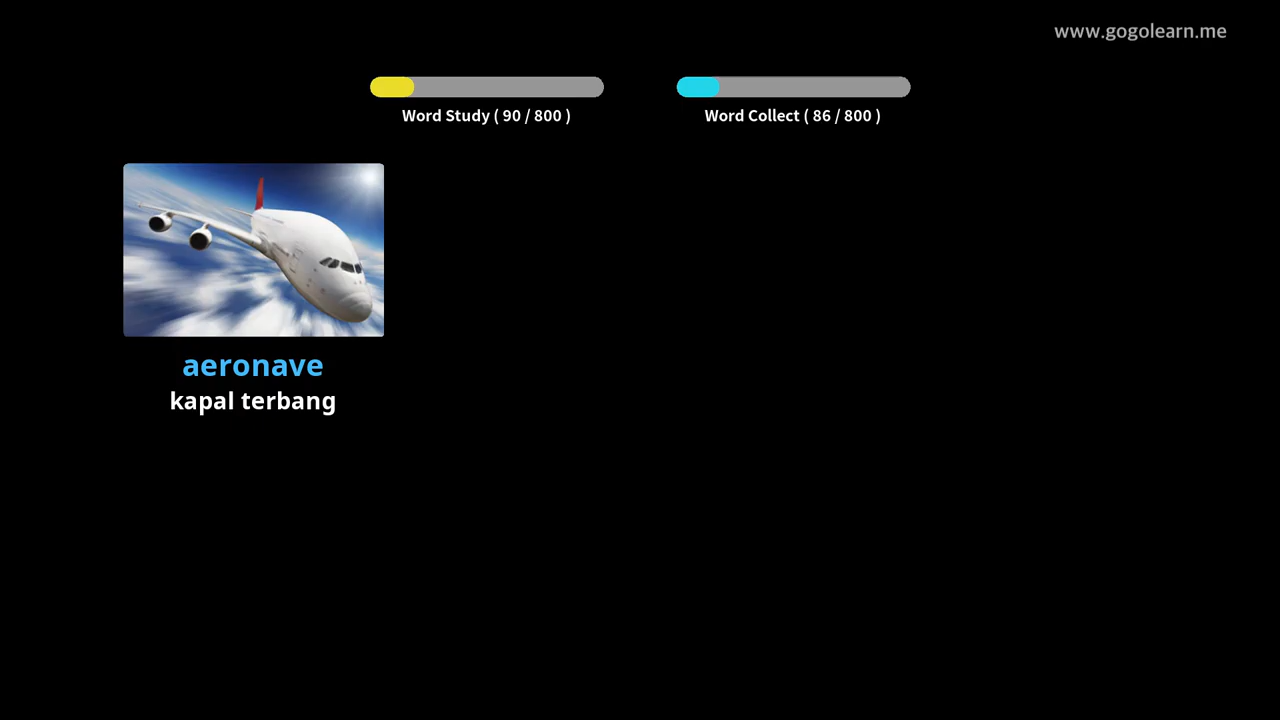 www.gogolearn.me
Word Study ( 90 / 800 )
Word Collect ( 86 / 800 )
aeronave
kapal terbang